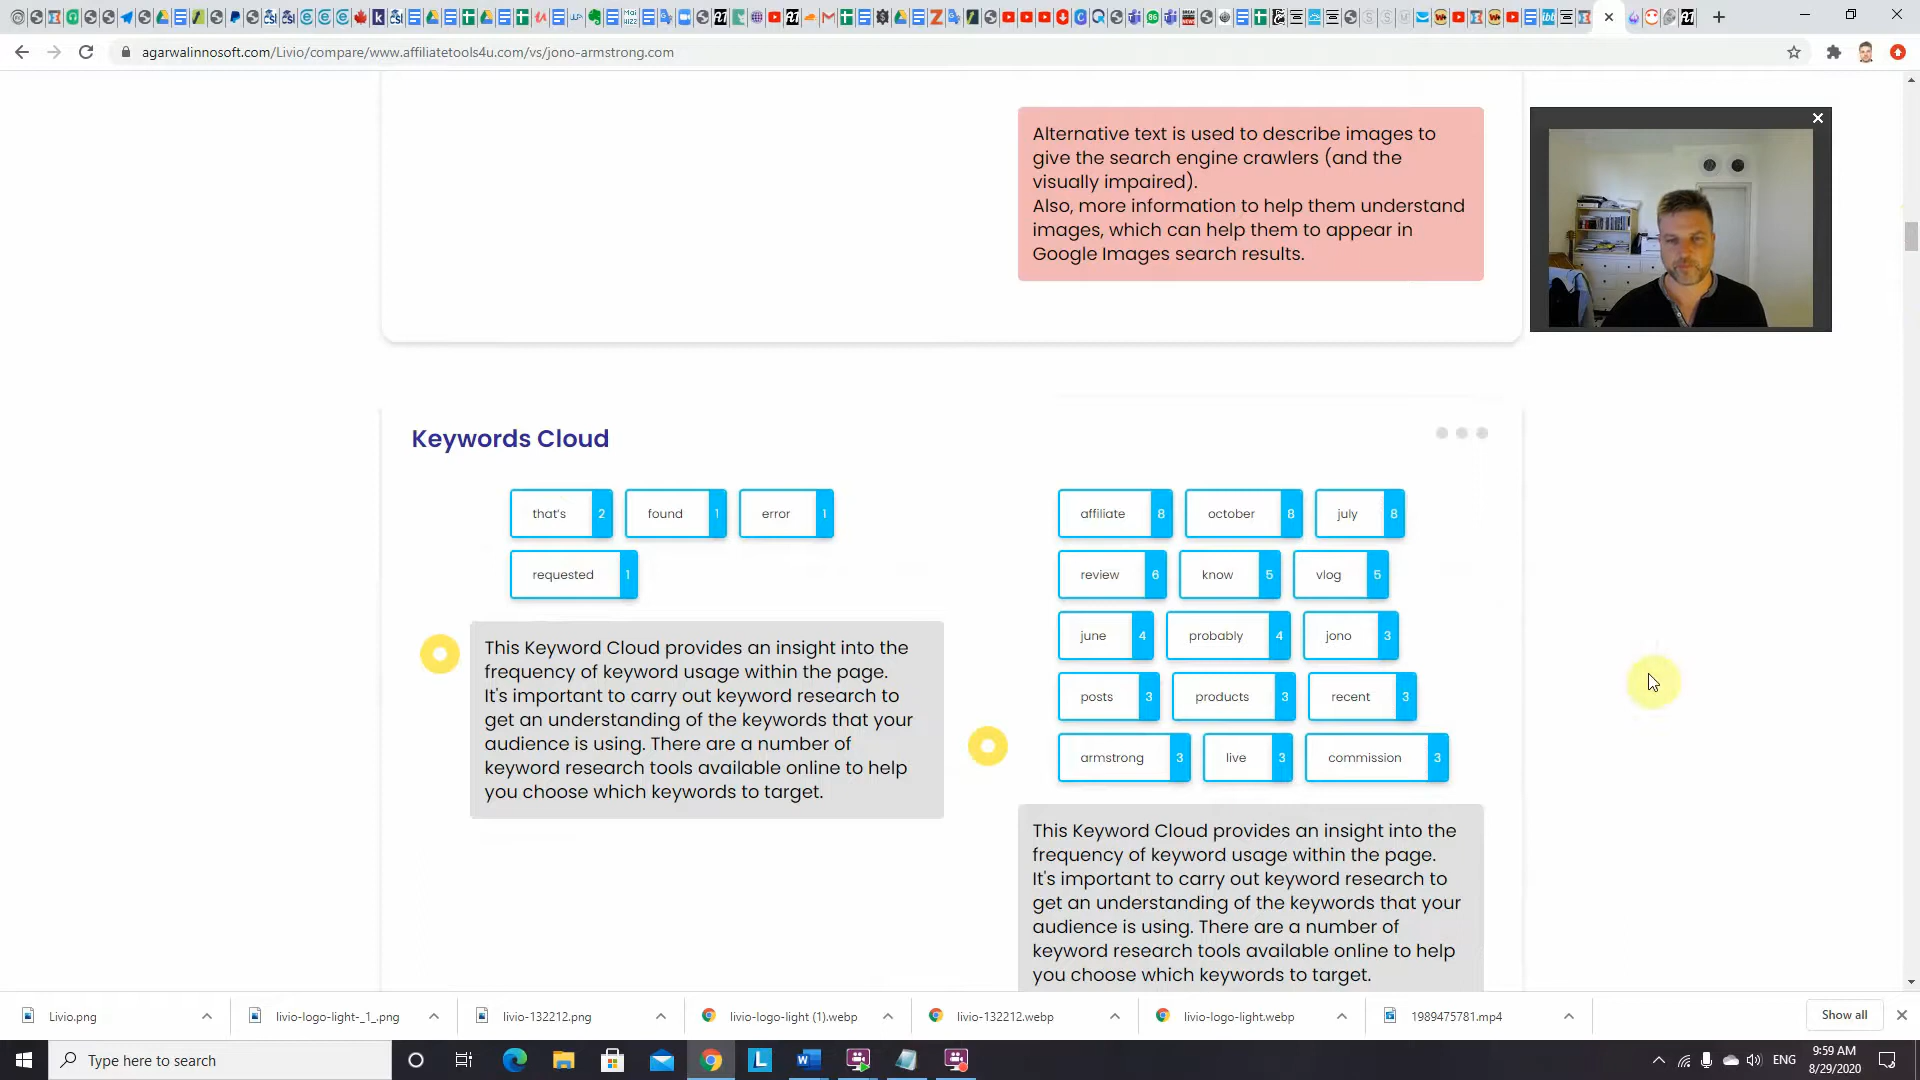 agarwalinnosoft.com/Livio/compare/www.affiliatetools4u.com/vs/jono-armstrong.com
Alternative text is used to describe images to
give the search engine crawlers (and the
visually impaired).
Also, more information to help them understand
images, which can help them to appear in
Google Images search results.
Keywords Cloud
that's 2 found 1 error 1
requested 1
This Keyword Cloud provides an insight into the
frequency of keyword usage within the page.
It's important to carry out keyword research to
get an understanding of the keywords that your
audience is using. There are a number of
keyword research tools available online to help
you choose which keywords to target.
affiliate 8 october 8 july 8
review 6 know 5 vlog 5
june 4 probably 4 jono 3
posts 3 products 3 recent 3
armstrong 3 live 3 commission 3
This Keyword Cloud provides an insight into the
frequency of keyword usage within the page.
It's important to carry out keyword research to
get an understanding of the keywords that your
audience is using. There are a number of
keyword research tools available online to help
you choose which keywords to target.
Livio.png livio-logo-light-_1_.png livio-132212.png livio-logo-light (1).webp livio-132212.webp livio-logo-light.webp 1989475781.mp4 Show all
Type here to search
ENG
9:59 AM
8/29/2020